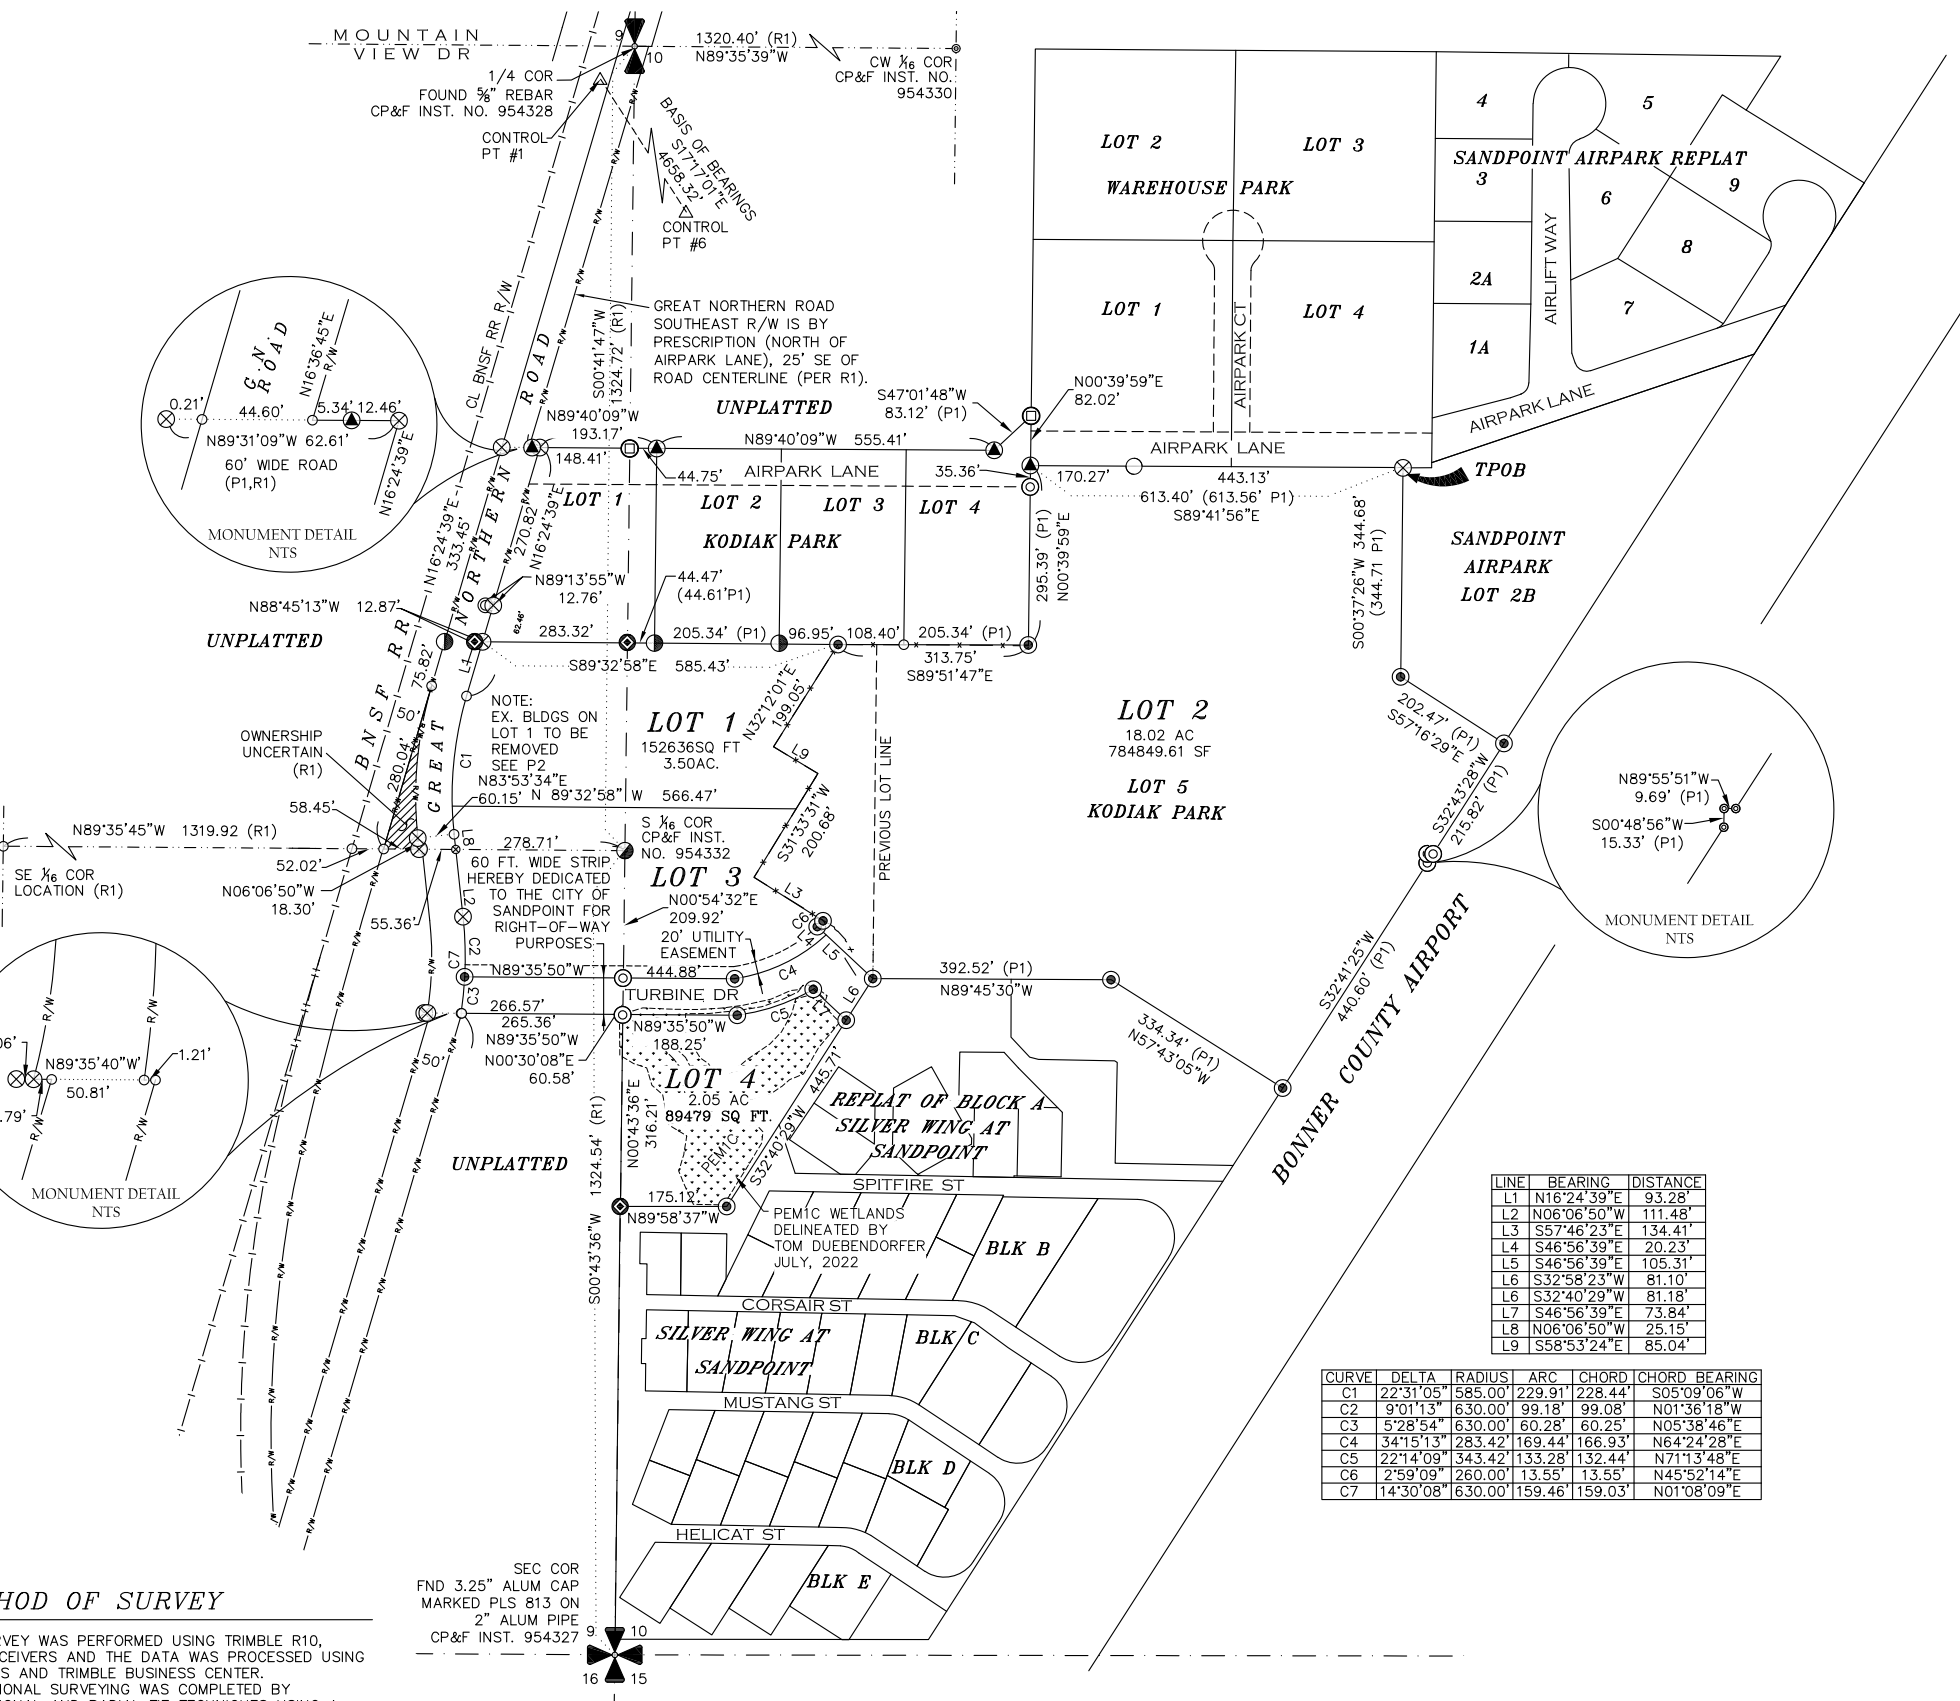 MOUNTAIN
VIEW DR
9
10
1320.40' (R1)
N89°35'39"W
CW 1⁄16 COR
CP&F INST. NO.
954330
1/4 COR
FOUND 5⁄8" REBAR
CP&F INST. NO. 954328
CONTROL
PT #1
BASIS OF BEARINGS
S17°17'01"E
4658.32'
CONTROL
PT #6
LOT 2
LOT 3
WAREHOUSE PARK
LOT 1
LOT 4
AIRPARK CT
4
5
SANDPOINT AIRPARK REPLAT
3
9
6
8
2A
7
1A
AIRLIFT WAY
AIRPARK LANE
CL BNSF RR R/W
GREAT NORTHERN ROAD
SOUTHEAST R/W IS BY
PRESCRIPTION (NORTH OF
AIRPARK LANE), 25' SE OF
ROAD CENTERLINE (PER R1).
S00°41'47"W
1324.72' (R1)
G.N.
ROAD
N16°36'45"E
R/W
0.21'
44.60'
5.34'
12.46'
N89°31'09"W 62.61'
60' WIDE ROAD
(P1,R1)
N16°24'39"E
MONUMENT DETAIL
NTS
UNPLATTED
S47°01'48"W
83.12' (P1)
N00°39'59"E
82.02'
N89°40'09"W
193.17'
148.41'
44.75'
N89°40'09"W 555.41'
AIRPARK LANE
35.36'
AIRPARK LANE
170.27'
443.13'
613.40' (613.56' P1)
S89°41'56"E
TPOB
LOT 1
LOT 2
LOT 3
LOT 4
KODIAK PARK
N16°24'39"E
333.45'
270.82'
N16°24'39"E
GREAT NORTHERN ROAD
295.39' (P1)
N00°39'59"E
S00°37'26"W 344.68'
(344.71 P1)
SANDPOINT
AIRPARK
LOT 2B
N89°13'55"W
12.76'
44.47'
(44.61'P1)
N88°45'13"W 12.87'
62.46'
UNPLATTED
283.32'
205.34' (P1)
96.95'
108.40'
205.34' (P1)
S89°32'58"E 585.43'
313.75'
S89°51'47"E
75.82'
L1
50'
BNSF RR
NOTE:
EX. BLDGS ON
LOT 1 TO BE
REMOVED
SEE P2
LOT 1
152636SQ FT
3.50AC.
N32°12'01"E
199.05'
L9
LOT 2
18.02 AC
784849.61 SF
LOT 5
KODIAK PARK
202.47' (P1)
S57°16'29"E
OWNERSHIP
UNCERTAIN
(R1)
280.04'
C1
N83°53'34"E
60.15'
N 89°32'58" W 566.47'
S31°33'31"W
200.68'
PREVIOUS LOT LINE
S32°43'28"W
215.82' (P1)
N89°55'51"W
9.69' (P1)
S00°48'56"W
15.33' (P1)
MONUMENT DETAIL
NTS
58.45'
N89°35'45"W 1319.92 (R1)
L8
278.71'
S 1⁄16 COR
CP&F INST.
NO. 954332
SE 1⁄16 COR
LOCATION (R1)
52.02'
N06°06'50"W
18.30'
55.36'
L2
60 FT. WIDE STRIP
HEREBY DEDICATED
TO THE CITY OF
SANDPOINT FOR
RIGHT-OF-WAY
PURPOSES
LOT 3
N00°54'32"E
209.92'
20' UTILITY
EASEMENT
L3
C6
L4
L5
C2
C7
C3
N89°35'50"W
444.88'
C4
TURBINE DR
L6
C5
L7
392.52' (P1)
N89°45'30"W
S32°41'25"W
440.60' (P1)
334.34' (P1)
N57°43'05"W
BONNER COUNTY AIRPORT
266.57'
265.36'
N89°35'50"W
N00°30'08"E
60.58'
N89°35'50"W
188.25'
50'
N89°35'40"W
50.81'
1.21'
MONUMENT DETAIL
NTS
LOT 4
2.05 AC
89479 SQ FT.
PEM1C
N00°43'36"E
316.21'
S32°40'29"W 445.71'
REPLAT OF BLOCK A
SILVER WING AT
SANDPOINT
UNPLATTED
S00°43'36"W 1324.54' (R1)
175.12'
N89°58'37"W
SPITFIRE ST
PEM1C WETLANDS
DELINEATED BY
TOM DUEBENDORFER
JULY, 2022
BLK B
CORSAIR ST
SILVER WING AT
SANDPOINT
BLK C
MUSTANG ST
BLK D
HELICAT ST
BLK E
LINE BEARING DISTANCE
L1 N16°24'39"E 93.28'
L2 N06°06'50"W 111.48'
L3 S57°46'23"E 134.41'
L4 S46°56'39"E 20.23'
L5 S46°56'39"E 105.31'
L6 S32°58'23"W 81.10'
L6 S32°40'29"W 81.18'
L7 S46°56'39"E 73.84'
L8 N06°06'50"W 25.15'
L9 S58°53'24"E 85.04'
CURVE DELTA RADIUS ARC CHORD CHORD BEARING
C1 22°31'05" 585.00' 229.91' 228.44' S05°09'06"W
C2 9°01'13" 630.00' 99.18' 99.08' N01°36'18"W
C3 5°28'54" 630.00' 60.28' 60.25' N05°38'46"E
C4 34°15'13" 283.42' 169.44' 166.93' N64°24'28"E
C5 22°14'09" 343.42' 133.28' 132.44' N71°13'48"E
C6 2°59'09" 260.00' 13.55' 13.55' N45°52'14"E
C7 14°30'08" 630.00' 159.46' 159.03' N01°08'09"E
SEC COR
FND 3.25" ALUM CAP
MARKED PLS 813 ON
2" ALUM PIPE
CP&F INST. 954327
9
10
16
15
HOD OF SURVEY
RVEY WAS PERFORMED USING TRIMBLE R10,
CEIVERS AND THE DATA WAS PROCESSED USING
S AND TRIMBLE BUSINESS CENTER.
IONAL SURVEYING WAS COMPLETED BY